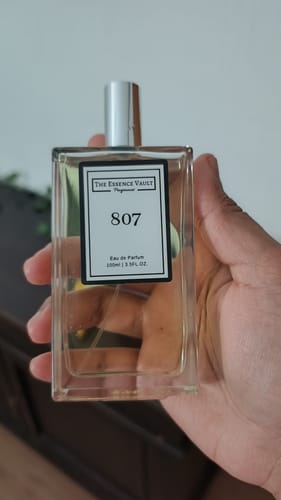 THE ESSENCE VAULT
Fragrances
807
Eau de Parfum
100ml | 3.5FL.OZ.